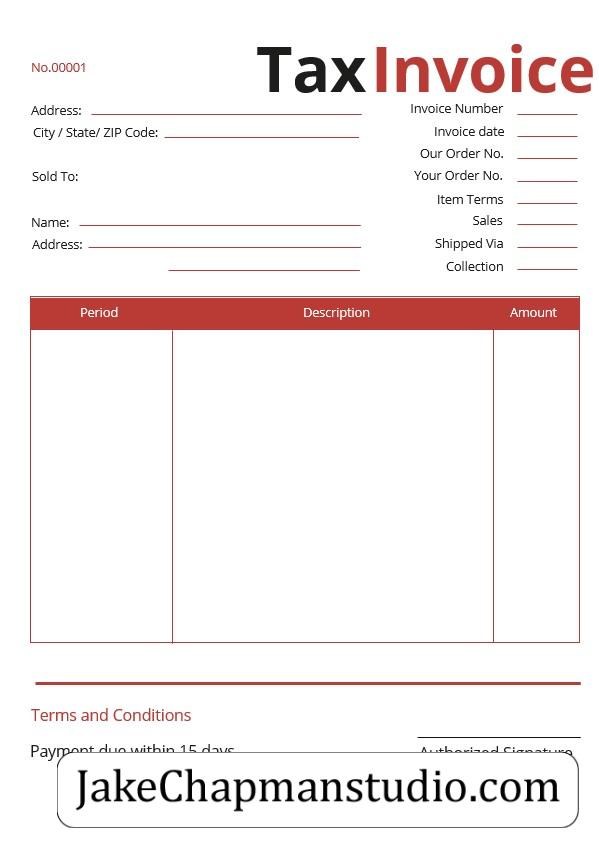 No.00001
Tax Invoice
Address:
City / State/ ZIP Code:
Sold To:
Name:
Address:
Invoice Number
Invoice date
Our Order No.
Your Order No.
Item Terms
Sales
Shipped Via
Collection
Period Description Amount
Terms and Conditions
Payment due within 15 days
Authorized Signature
JakeChapmanstudio.com